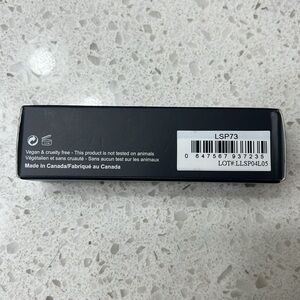 Vegan & cruelty free - This product is not tested on animals
Végétalien et sans cruauté - Sans aucun test sur les animaux
Made in Canada/Fabriqué au Canada
LSP73
0 647567 937235
LOT#:LLSP04L05